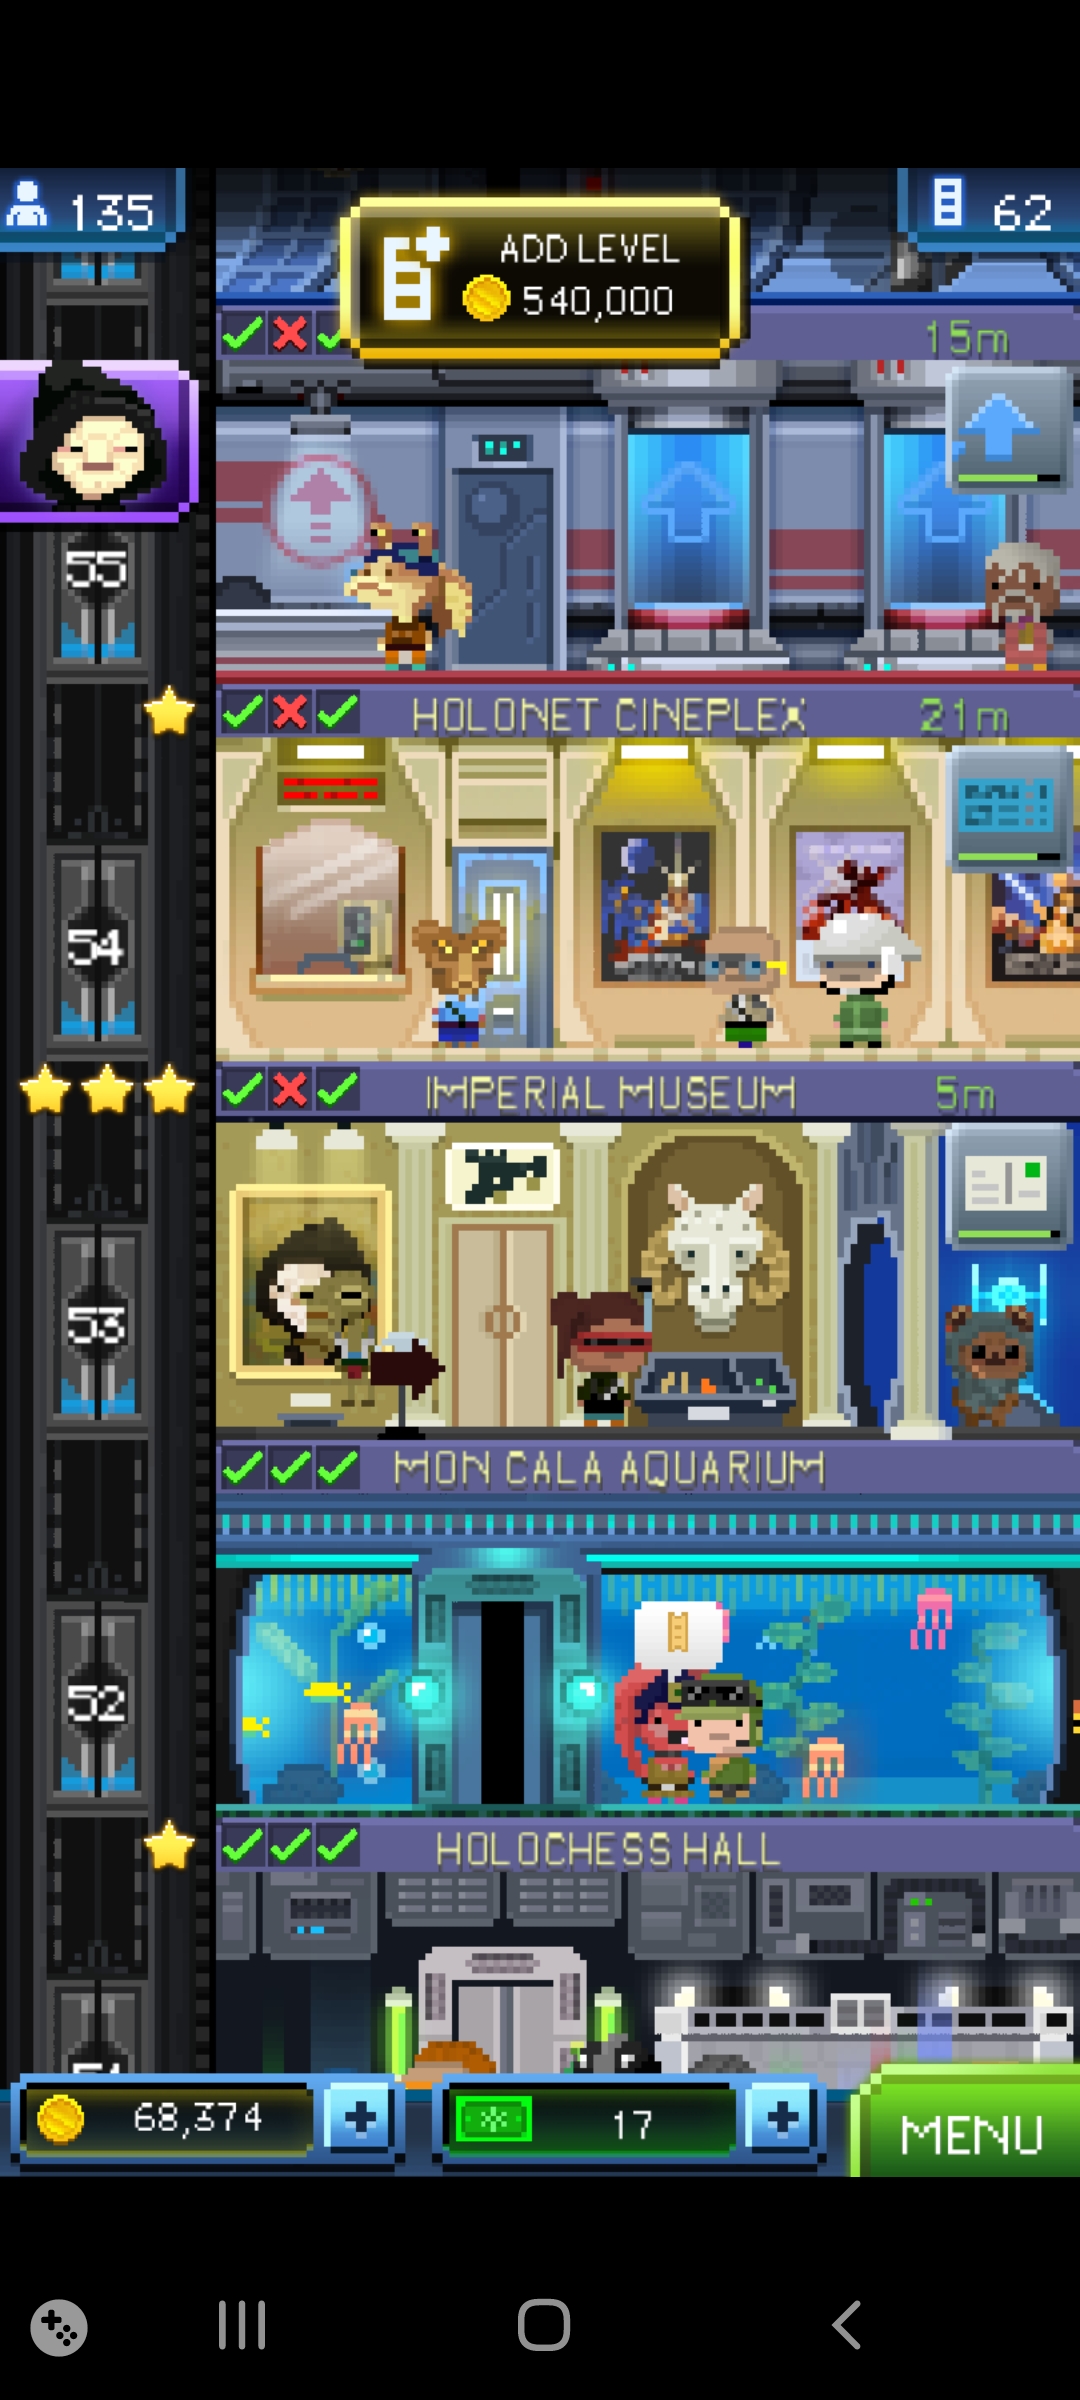 135
62
ADD LEVEL
540,000
15m
55
HOLONET CINEPLEX 21m
54
IMPERIAL MUSEUM 5m
53
MON CALA AQUARIUM
52
HOLOCHESS HALL
68,374
17
MENU